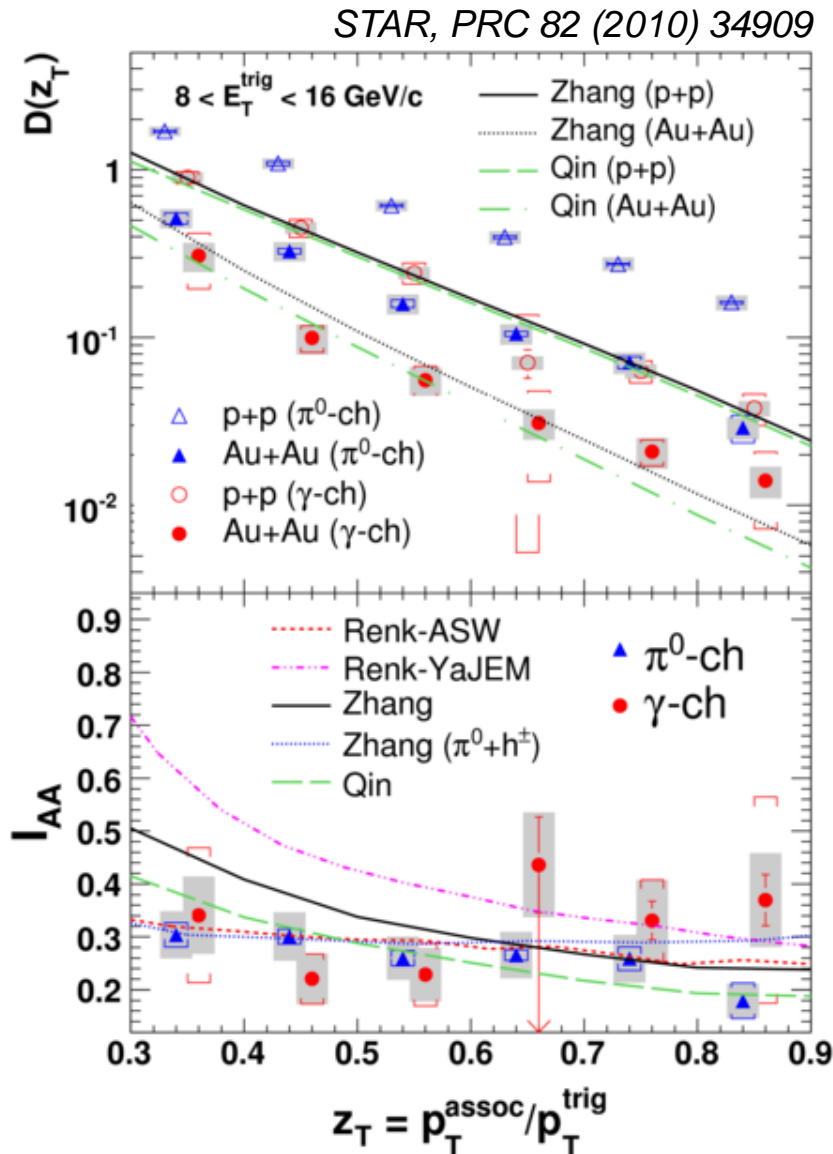 STAR, PRC 82 (2010) 34909
D(z_T)
8 < E_T^trig < 16 GeV/c
Zhang (p+p)
Zhang (Au+Au)
Qin (p+p)
Qin (Au+Au)
1
10^-1
10^-2
p+p (π^0-ch)
Au+Au (π^0-ch)
p+p (γ-ch)
Au+Au (γ-ch)
I_AA
0.9
0.8
0.7
0.6
0.5
0.4
0.3
0.2
Renk-ASW
Renk-YaJEM
Zhang
Zhang (π^0+h^±)
Qin
π^0-ch
γ-ch
0.3 0.4 0.5 0.6 0.7 0.8 0.9
z_T = p_T^assoc/p_T^trig